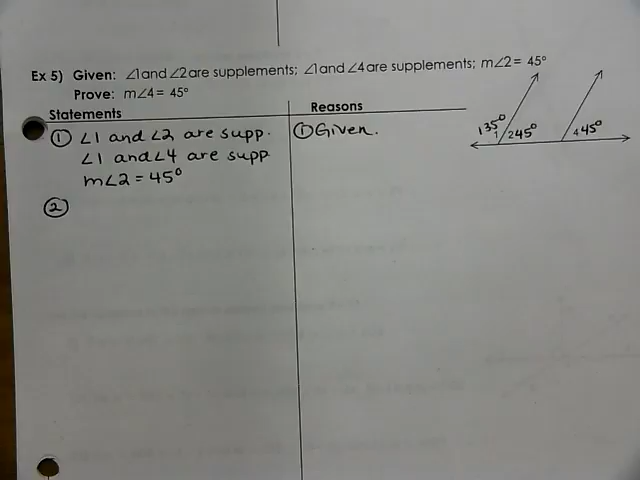 Ex 5) Given: ∠1 and ∠2 are supplements; ∠1 and ∠4 are supplements; m∠2 = 45°
Prove: m∠4 = 45°
Statements
Reasons
① ∠1 and ∠2 are supp.
∠1 and ∠4 are supp
m∠2 = 45°
②
① Given.
135°
1 2 45°
4 45°